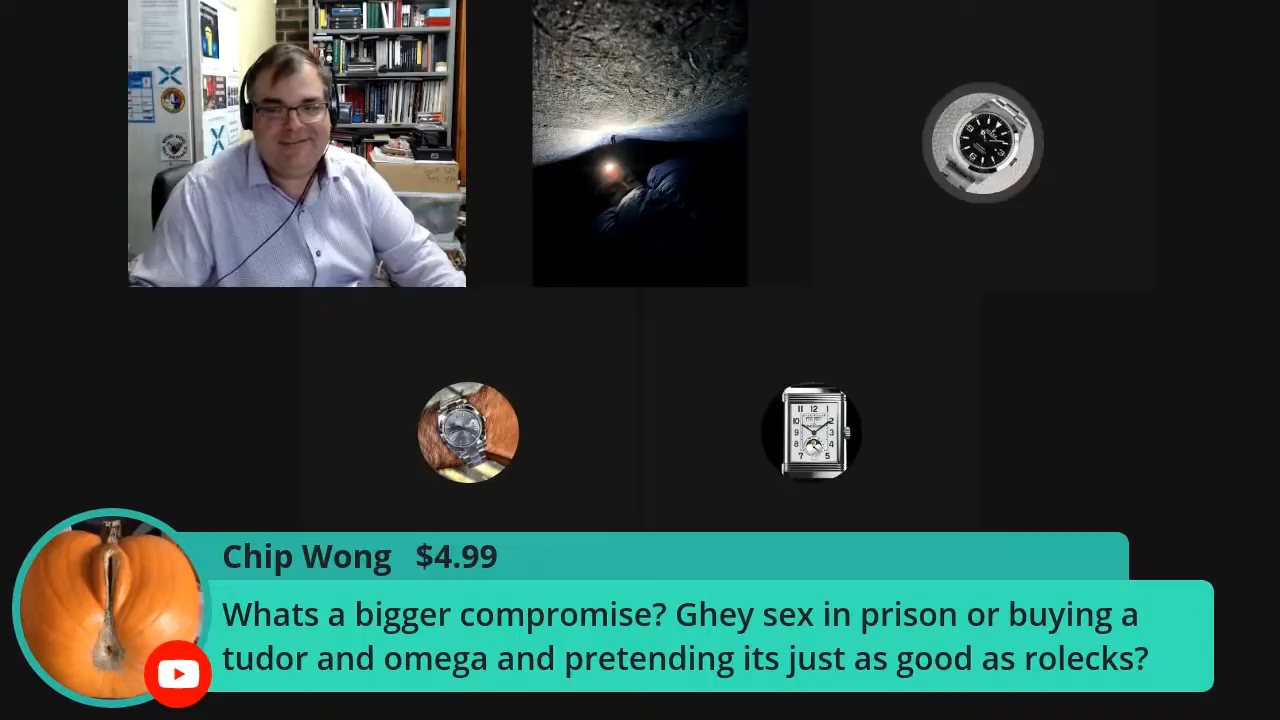 Chip Wong $4.99
Whats a bigger compromise? Ghey sex in prison or buying a
tudor and omega and pretending its just as good as rolecks?